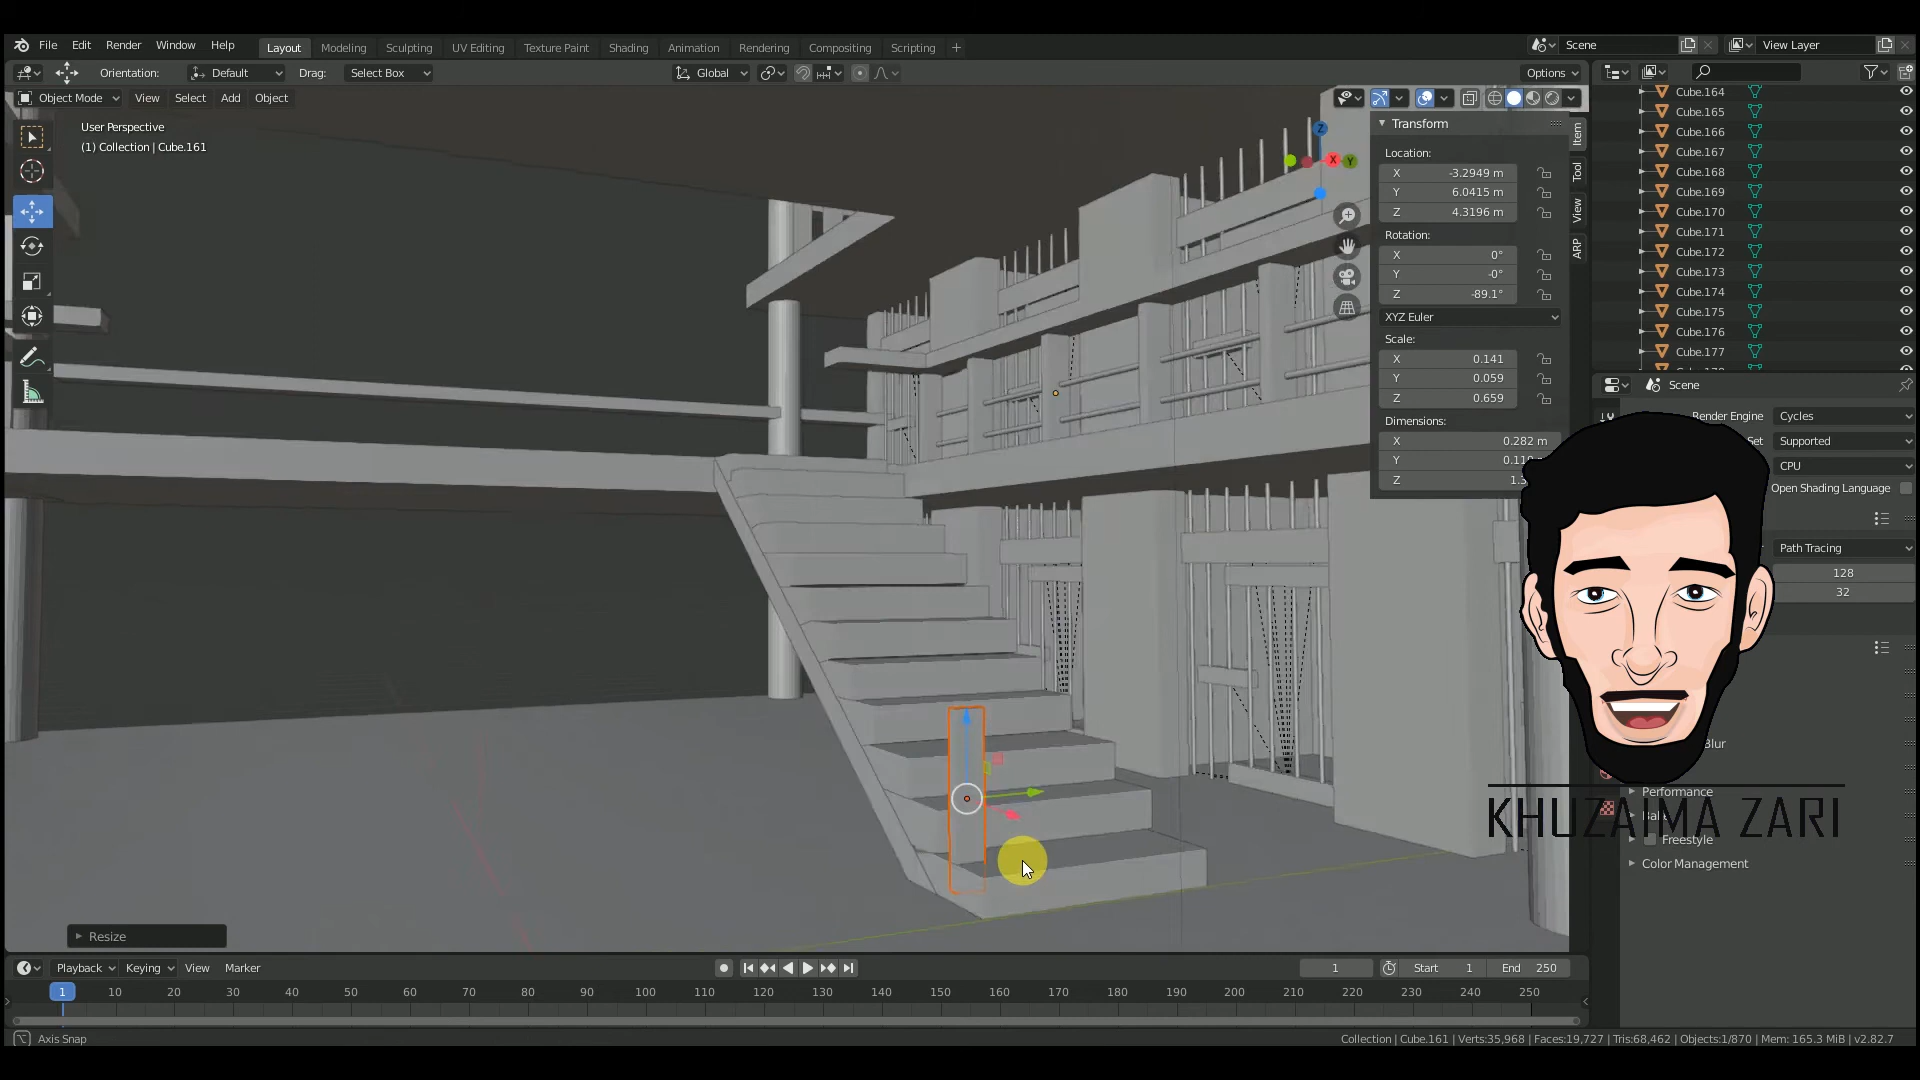 File Edit Render Window Help Layout Modeling Sculpting UV Editing Texture Paint Shading Animation Rendering Compositing Scripting + Scene View Layer
Orientation: Default Drag: Select Box Global Options
Object Mode View Select Add Object
User Perspective
(1) Collection | Cube.161
Transform
Location:
X -3.2949 m
Y 6.0415 m
Z 4.3196 m
Rotation:
X 0°
Y -0°
Z -89.1°
XYZ Euler
Scale:
X 0.141
Y 0.059
Z 0.659
Dimensions:
X 0.282 m
Y
Z
Item
Tool
View
ARP
Z
X
Y
Cube.164
Cube.165
Cube.166
Cube.167
Cube.168
Cube.169
Cube.170
Cube.171
Cube.172
Cube.173
Cube.174
Cube.175
Cube.176
Cube.177
Scene
Render Engine Cycles
Set Supported
CPU
Open Shading Language
Path Tracing
128
32
Blur
Performance
KHUZAIMA ZARI
Freestyle
Color Management
Resize
Playback Keying View Marker 1 Start 1 End 250
1 10 20 30 40 50 60 70 80 90 100 110 120 130 140 150 160 170 180 190 200 210 220 230 240 250
Axis Snap
Collection | Cube.161 | Verts:35,968 | Faces:19,727 | Tris:68,462 | Objects:1/870 | Mem: 165.3 MiB | v2.82.7